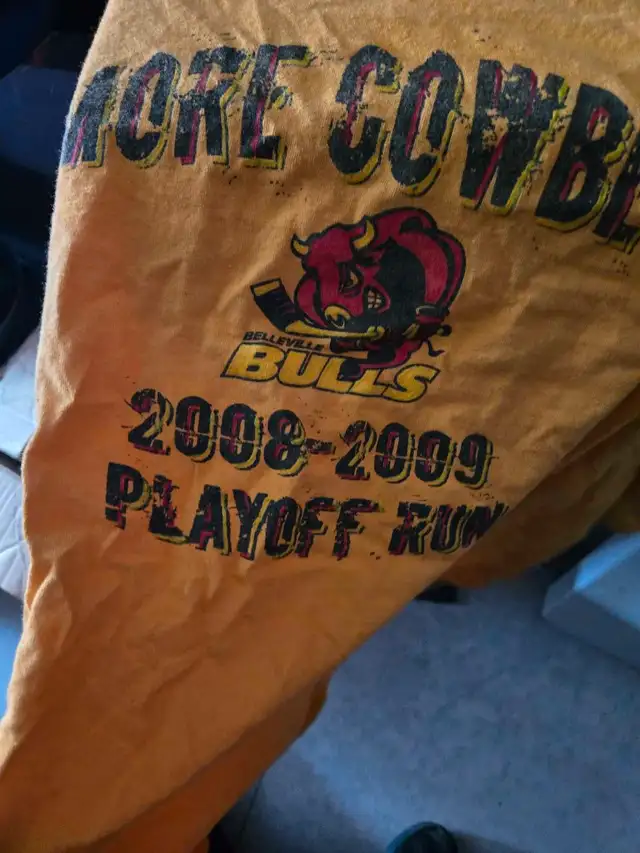 MORE COWBE
BELLEVILLE
BULLS
2008-2009
PLAYOFF RUN